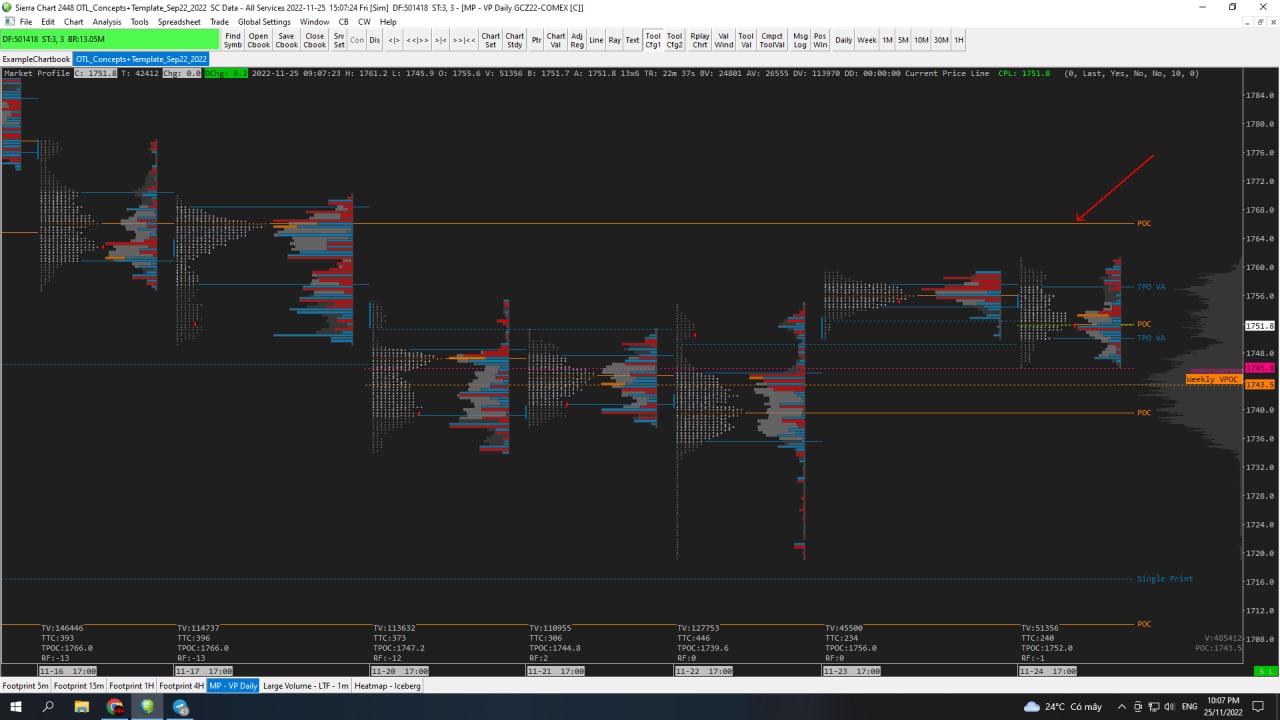 Sierra Chart 2448 OTL_Concepts+Template_Sep22_2022 SC Data - All Services 2022-11-25 15:07:24 Fri [Sim] DF:501418 ST:3, 3 - [MP - VP Daily GCZ22-COMEX [C]]
File Edit Chart Analysis Tools Spreadsheet Trade Global Settings Window CB CW Help
DF:501418 ST:3, 3 BR:13.05M
Find Symb Open Cbook Save Cbook Close Cbook Srv Set Con Dis <|> <<|>> >|< >>|<< Chart Set Chart Stdy Ptr Chart Val Adj Reg Line Ray Text Tool Cfg1 Tool Cfg2 Rplay Chrt Val Wind Tool Val Cmpct ToolVal Msg Log Pos Win Daily Week 1M 5M 10M 30M 1H
ExampleChartbook OTL_Concepts+Template_Sep22_2022
Market Profile C: 1751.8 T: 42412 Chg: 0.0 DChg: 6.2 2022-11-25 09:07:23 H: 1761.2 L: 1745.9 O: 1755.6 V: 51356 B: 1751.7 A: 1751.8 13x6 TR: 22m 37s BV: 24801 AV: 26555 DV: 113970 DD: 00:00:00 Current Price Line CPL: 1751.8 (0, Last, Yes, No, No, 10, 0)
1784.0
1780.0
1776.0
1772.0
1768.0
POC
1764.0
1760.0
TPO VA
1756.0
POC
1751.8
TPO VA
1748.0
Weekly VPOC
1743.5
1740.0
POC
1736.0
1732.0
1728.0
1724.0
1720.0
Single Print
1716.0
1712.0
POC
1708.0
TV:146446 TV:114737 TV:113632 TV:110955 TV:127753 TV:45500 TV:51356
TTC:393 TTC:396 TTC:373 TTC:306 TTC:446 TTC:234 TTC:240 V:485412
TPOC:1766.0 TPOC:1766.0 TPOC:1747.2 TPOC:1744.8 TPOC:1739.6 TPOC:1756.0 TPOC:1752.0 POC:1743.5
RF:-13 RF:-13 RF:-12 RF:2 RF:0 RF:0 RF:-1
11-16 17:00 11-17 17:00 11-20 17:00 11-21 17:00 11-22 17:00 11-23 17:00 11-24 17:00 S L
Footprint 5m Footprint 15m Footprint 1H Footprint 4H MP - VP Daily Large Volume - LTF - 1m Heatmap - Iceberg
24°C Có mây ENG 10:07 PM
25/11/2022